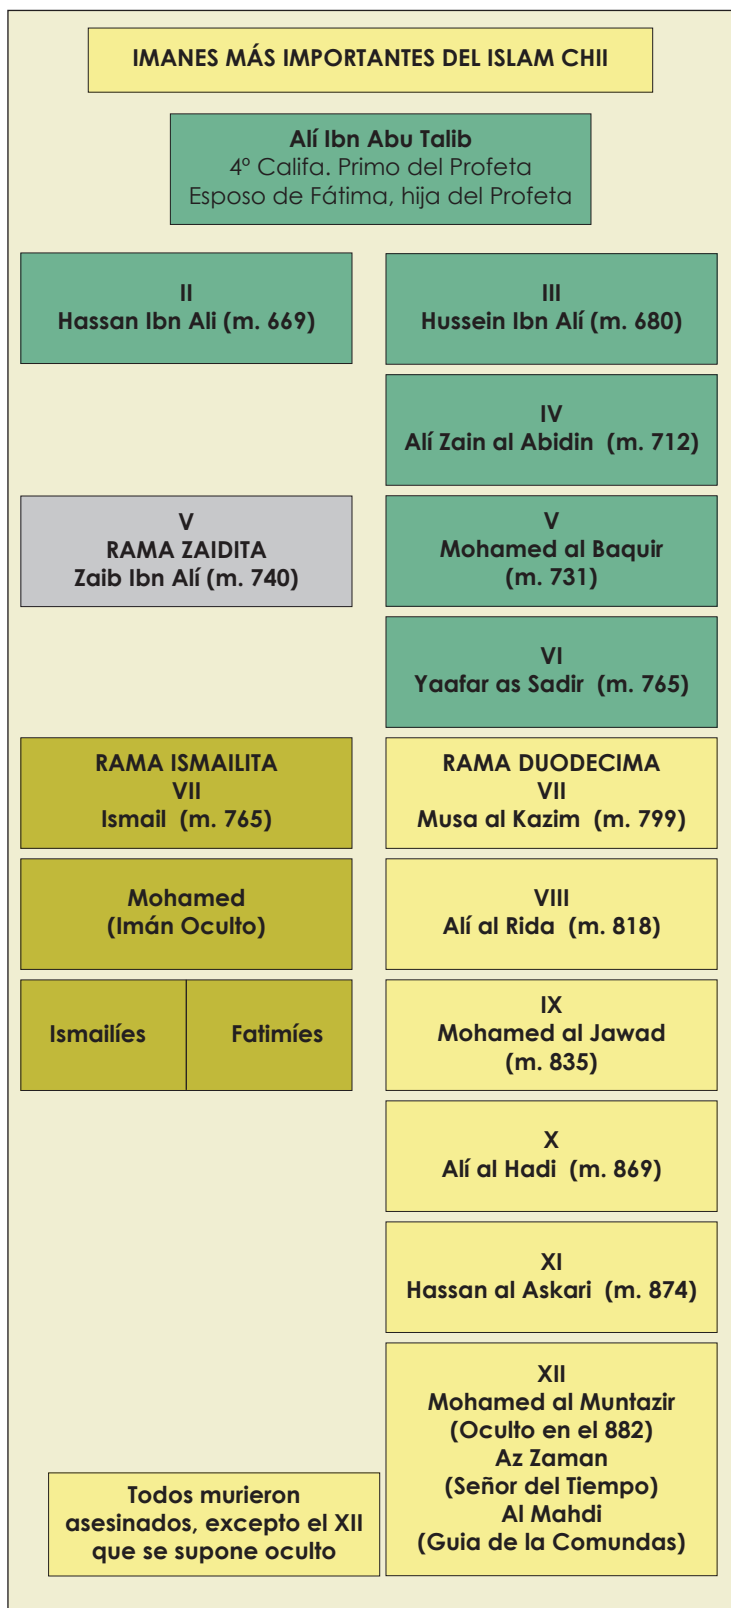 IMANES MÁS IMPORTANTES DEL ISLAM CHII
Alí Ibn Abu Talib
4º Califa. Primo del Profeta
Esposo de Fátima, hija del Profeta
II
Hassan Ibn Ali (m. 669)
III
Hussein Ibn Alí (m. 680)
IV
Alí Zain al Abidin (m. 712)
V
RAMA ZAIDITA
Zaib Ibn Alí (m. 740)
V
Mohamed al Baquir
(m. 731)
VI
Yaafar as Sadir (m. 765)
RAMA ISMAILITA
VII
Ismail (m. 765)
RAMA DUODECIMA
VII
Musa al Kazim (m. 799)
Mohamed
(Imán Oculto)
VIII
Alí al Rida (m. 818)
Ismailíes
Fatimíes
IX
Mohamed al Jawad
(m. 835)
X
Alí al Hadi (m. 869)
XI
Hassan al Askari (m. 874)
XII
Mohamed al Muntazir
(Oculto en el 882)
Az Zaman
(Señor del Tiempo)
Al Mahdi
(Guia de la Comundas)
Todos murieron
asesinados, excepto el XII
que se supone oculto